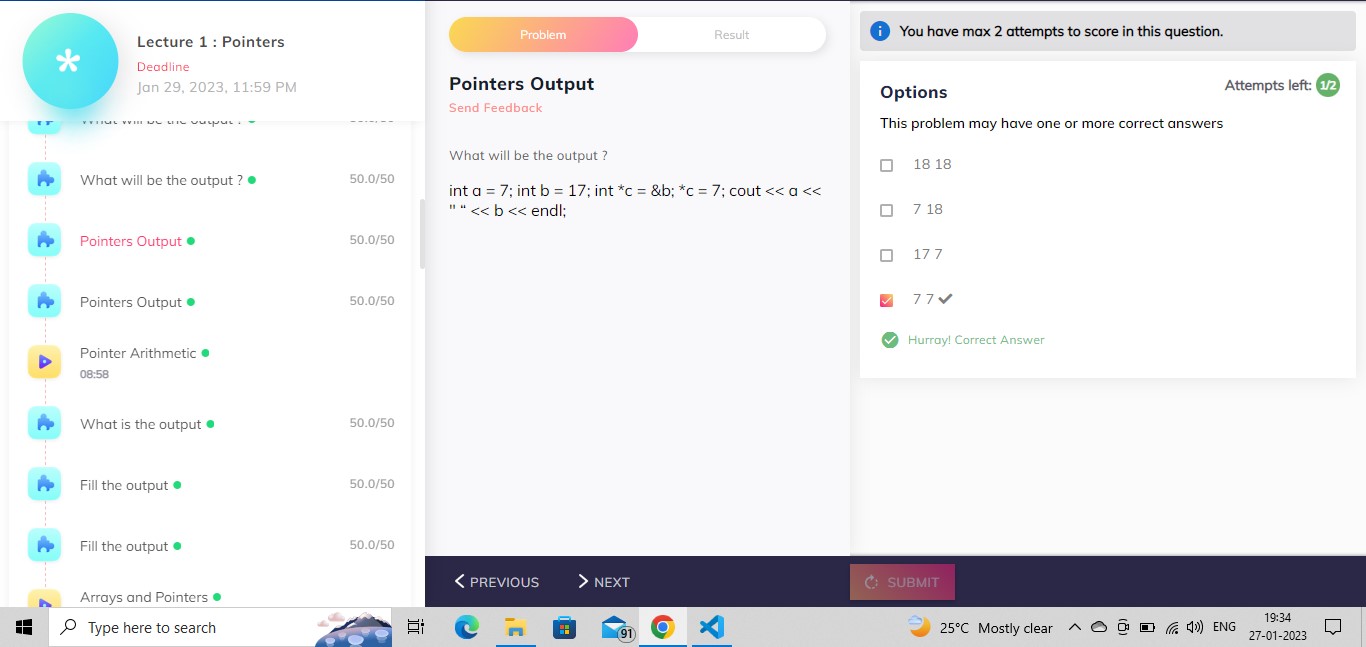 *
Lecture 1 : Pointers
Deadline
Jan 29, 2023, 11:59 PM
What will be the output ?
What will be the output ?
50.0/50
Pointers Output
50.0/50
Pointers Output
50.0/50
Pointer Arithmetic
08:58
What is the output
50.0/50
Fill the output
50.0/50
Fill the output
50.0/50
Arrays and Pointers
Problem
Result
Pointers Output
Send Feedback
What will be the output ?
int a = 7; int b = 17; int *c = &b; *c = 7; cout << a <<
" “ << b << endl;
PREVIOUS
NEXT
You have max 2 attempts to score in this question.
Options
Attempts left: 1/2
This problem may have one or more correct answers
18 18
7 18
17 7
7 7
Hurray! Correct Answer
SUBMIT
Type here to search
91
25°C Mostly clear
ENG
19:34
27-01-2023